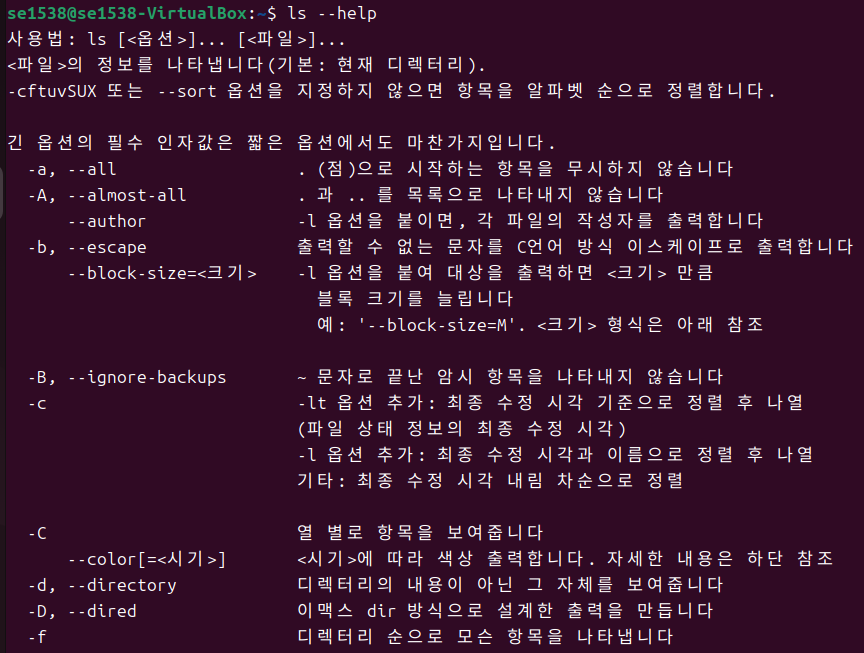 se1538@se1538-VirtualBox:~$ ls --help
사용법: ls [<옵션>]... [<파일>]...
<파일>의 정보를 나타냅니다(기본: 현재 디렉터리).
-cftuvSUX 또는 --sort 옵션을 지정하지 않으면 항목을 알파벳 순으로 정렬합니다.
긴 옵션의 필수 인자값은 짧은 옵션에서도 마찬가지입니다.
-a, --all . (점)으로 시작하는 항목을 무시하지 않습니다
-A, --almost-all . 과 .. 를 목록으로 나타내지 않습니다
--author -l 옵션을 붙이면, 각 파일의 작성자를 출력합니다
-b, --escape 출력할 수 없는 문자를 C언어 방식 이스케이프로 출력합니다
--block-size=<크기> -l 옵션을 붙여 대상을 출력하면 <크기> 만큼
블록 크기를 늘립니다
예: '--block-size=M'. <크기> 형식은 아래 참조
-B, --ignore-backups ~ 문자로 끝난 암시 항목을 나타내지 않습니다
-c -lt 옵션 추가: 최종 수정 시각 기준으로 정렬 후 나열
(파일 상태 정보의 최종 수정 시각)
-l 옵션 추가: 최종 수정 시각과 이름으로 정렬 후 나열
기타: 최종 수정 시각 내림 차순으로 정렬
-C 열 별로 항목을 보여줍니다
--color[=<시기>] <시기>에 따라 색상 출력합니다. 자세한 내용은 하단 참조
-d, --directory 디렉터리의 내용이 아닌 그 자체를 보여줍니다
-D, --dired 이맥스 dir 방식으로 설계한 출력을 만듭니다
-f 디렉터리 순으로 모슨 항목을 나타냅니다